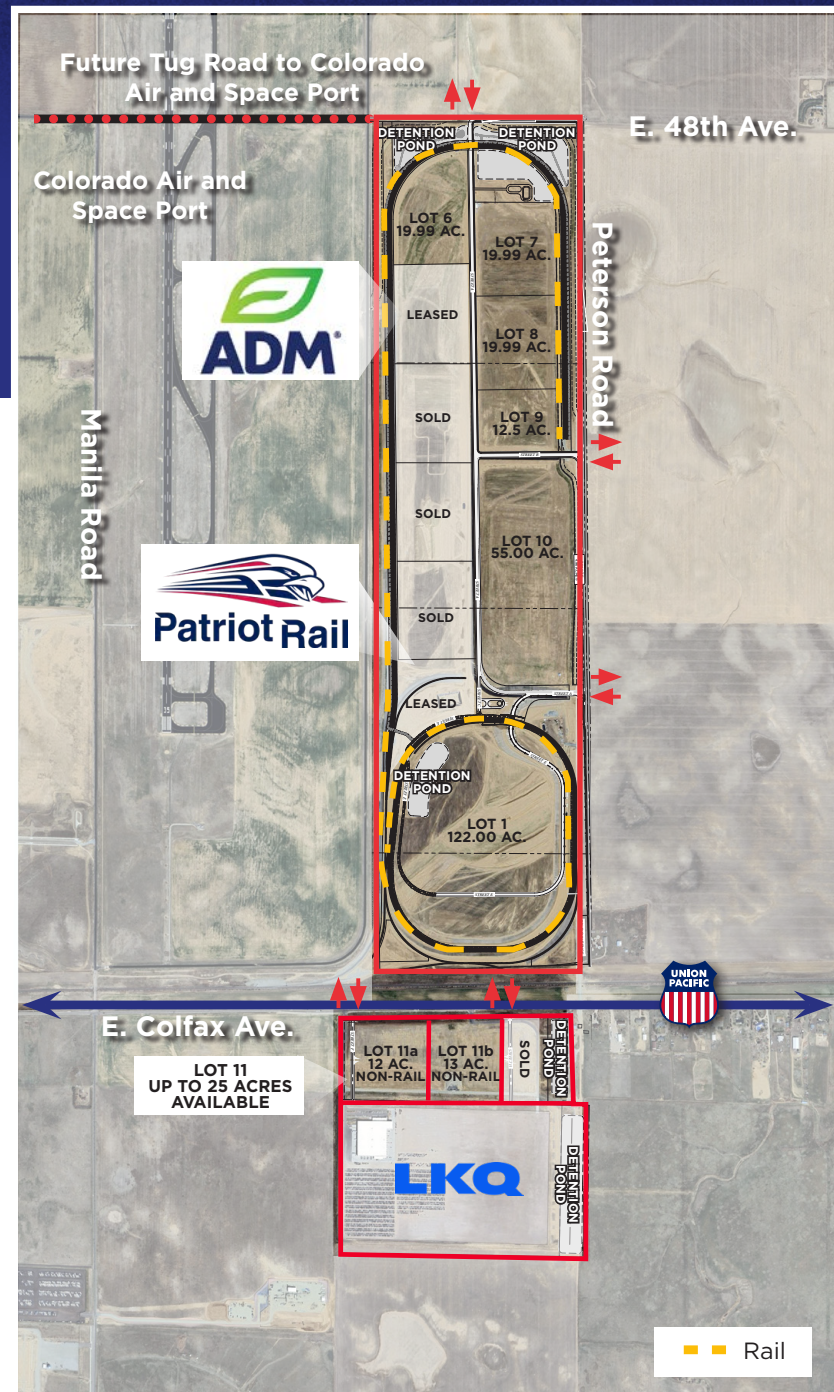 Future Tug Road to Colorado
Air and Space Port
E. 48th Ave.
Colorado Air and
Space Port
DETENTION
POND
DETENTION
POND
LOT 6
19.99 AC.
LOT 7
19.99 AC.
Peterson Road
ADM®
LEASED
LOT 8
19.99 AC.
SOLD
LOT 9
12.5 AC.
Manila Road
STREET B
SOLD
LOT 10
55.00 AC.
Patriot Rail
SOLD
LEASED
DETENTION
POND
LOT 1
122.00 AC.
UNION
PACIFIC
E. Colfax Ave.
LOT 11
UP TO 25 ACRES
AVAILABLE
LOT 11a
12 AC.
NON-RAIL
LOT 11b
13 AC.
NON-RAIL
SOLD
DETENTION
POND
LKQ
DETENTION
POND
Rail